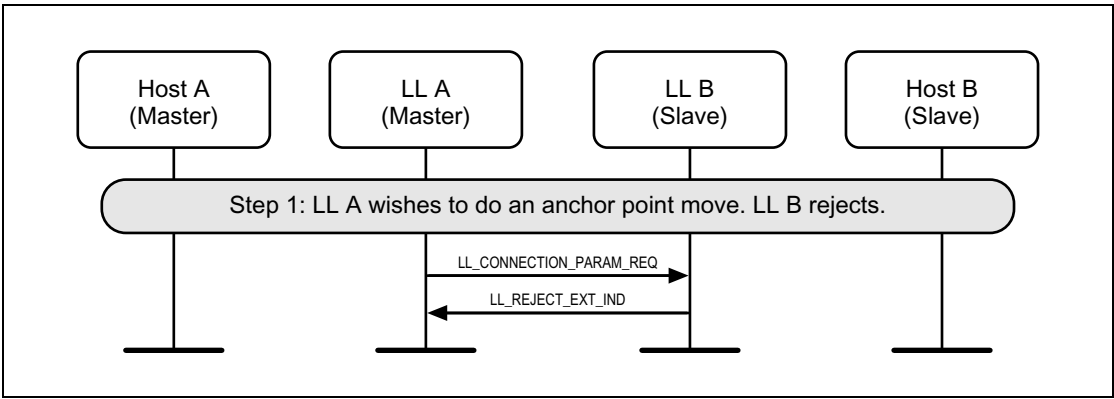 Host A
(Master)
LL A
(Master)
LL B
(Slave)
Host B
(Slave)
Step 1: LL A wishes to do an anchor point move. LL B rejects.
LL_CONNECTION_PARAM_REQ
LL_REJECT_EXT_IND